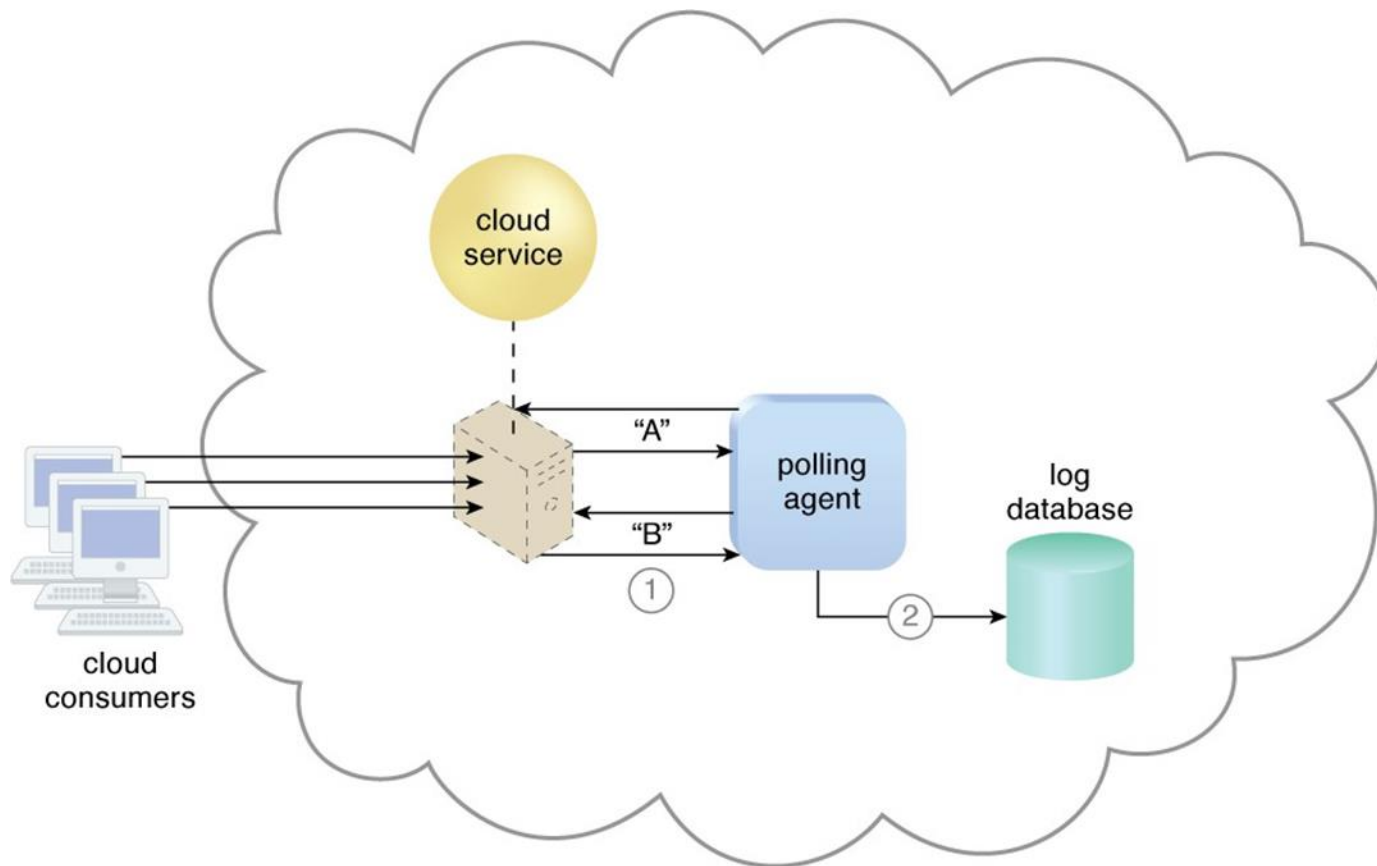 cloud
service
“A”
polling
agent
“B”
1
log
database
2
cloud
consumers